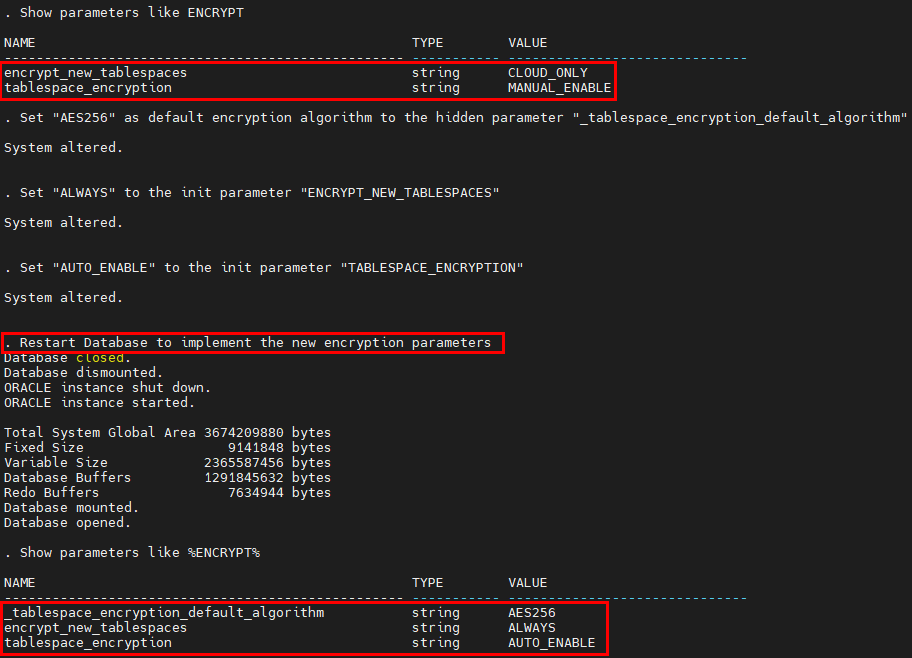 . Show parameters like ENCRYPT
NAME TYPE VALUE
------------------------------------------------- ----------- ------------------------------
encrypt_new_tablespaces string CLOUD_ONLY
tablespace_encryption string MANUAL_ENABLE
. Set "AES256" as default encryption algorithm to the hidden parameter "_tablespace_encryption_default_algorithm"
System altered.
. Set "ALWAYS" to the init parameter "ENCRYPT_NEW_TABLESPACES"
System altered.
. Set "AUTO_ENABLE" to the init parameter "TABLESPACE_ENCRYPTION"
System altered.
. Restart Database to implement the new encryption parameters
Database closed.
Database dismounted.
ORACLE instance shut down.
ORACLE instance started.
Total System Global Area 3674209880 bytes
Fixed Size 9141848 bytes
Variable Size 2365587456 bytes
Database Buffers 1291845632 bytes
Redo Buffers 7634944 bytes
Database mounted.
Database opened.
. Show parameters like %ENCRYPT%
NAME TYPE VALUE
------------------------------------------------- ----------- ------------------------------
_tablespace_encryption_default_algorithm string AES256
encrypt_new_tablespaces string ALWAYS
tablespace_encryption string AUTO_ENABLE